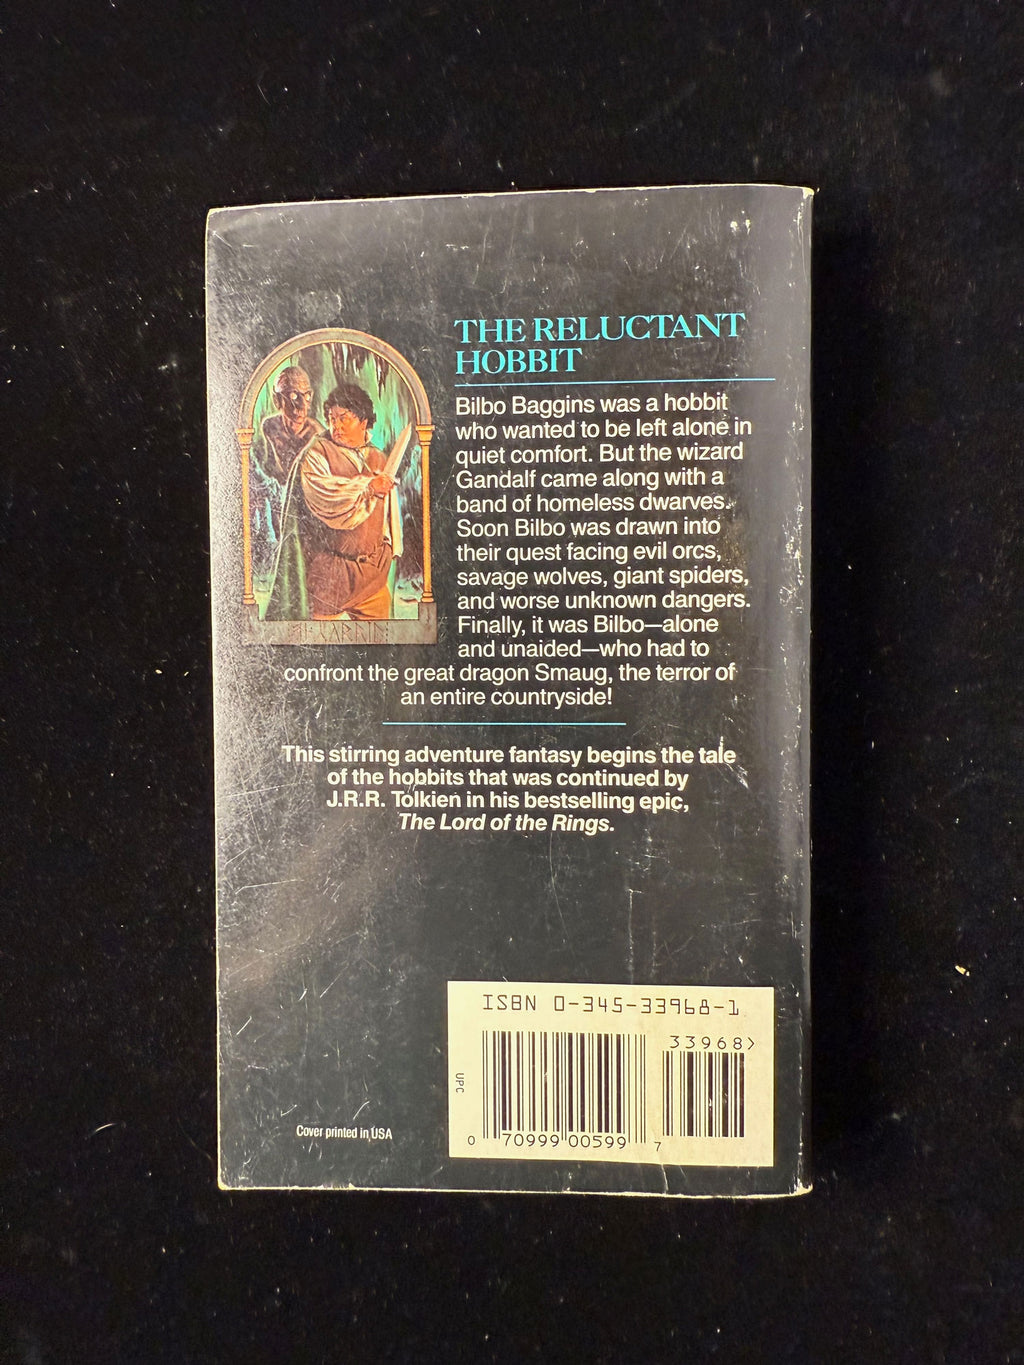 THE RELUCTANT
HOBBIT
Bilbo Baggins was a hobbit
who wanted to be left alone in
quiet comfort. But the wizard
Gandalf came along with a
band of homeless dwarves.
Soon Bilbo was drawn into
their quest facing evil orcs,
savage wolves, giant spiders,
and worse unknown dangers.
Finally, it was Bilbo—alone
and unaided—who had to
confront the great dragon Smaug, the terror of
an entire countryside!
This stirring adventure fantasy begins the tale
of the hobbits that was continued by
J.R.R. Tolkien in his bestselling epic,
The Lord of the Rings.
ISBN 0-345-33968-1
33968>
UPC
0 70999 00599 7
Cover printed in USA